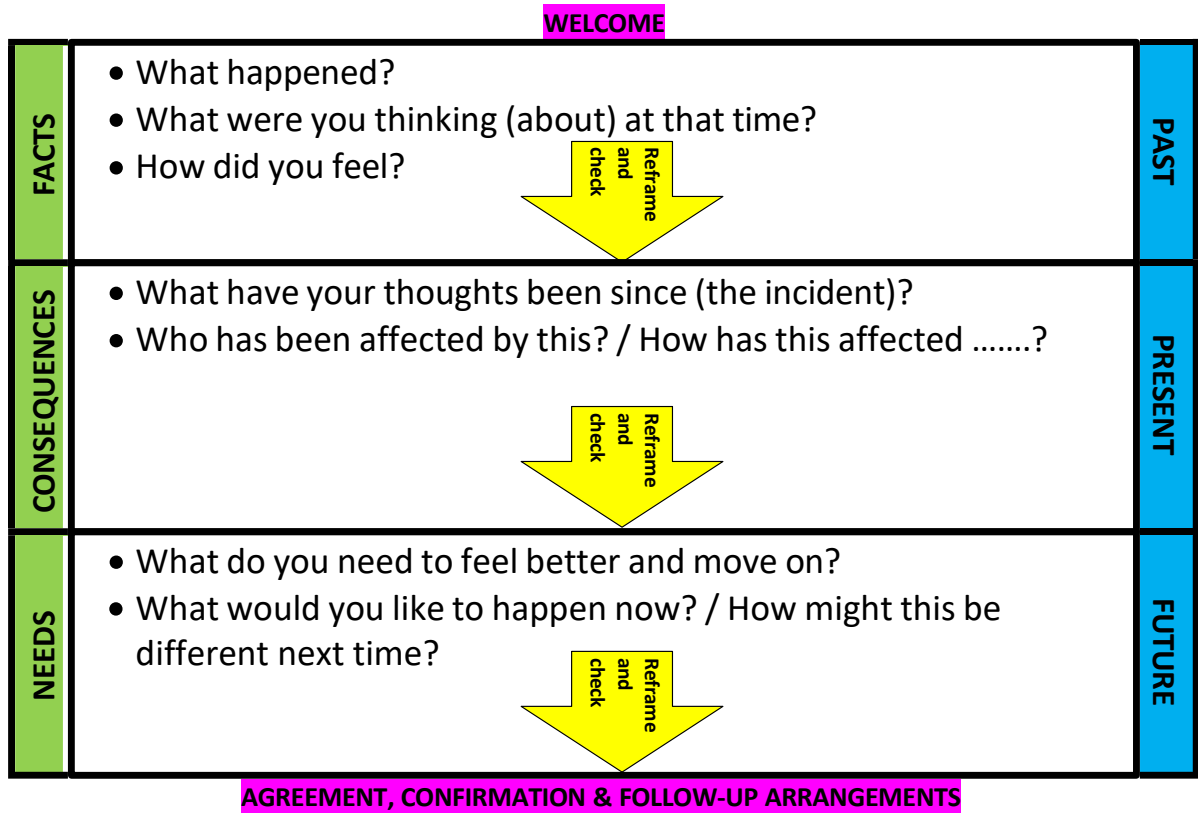 WELCOME
FACTS
• What happened?
• What were you thinking (about) at that time?
• How did you feel?
Reframe
and
check
PAST
CONSEQUENCES
• What have your thoughts been since (the incident)?
• Who has been affected by this? / How has this affected .......?
Reframe
and
check
PRESENT
NEEDS
• What do you need to feel better and move on?
• What would you like to happen now? / How might this be
different next time?
Reframe
and
check
FUTURE
AGREEMENT, CONFIRMATION & FOLLOW-UP ARRANGEMENTS